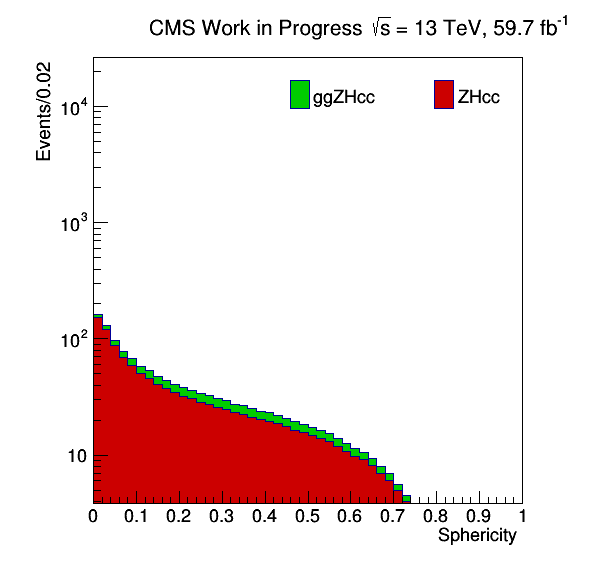 CMS Work in Progress √s = 13 TeV, 59.7 fb⁻¹
Events/0.02
ggZHcc ZHcc
10⁴
10³
10²
10
0 0.1 0.2 0.3 0.4 0.5 0.6 0.7 0.8 0.9 1
Sphericity